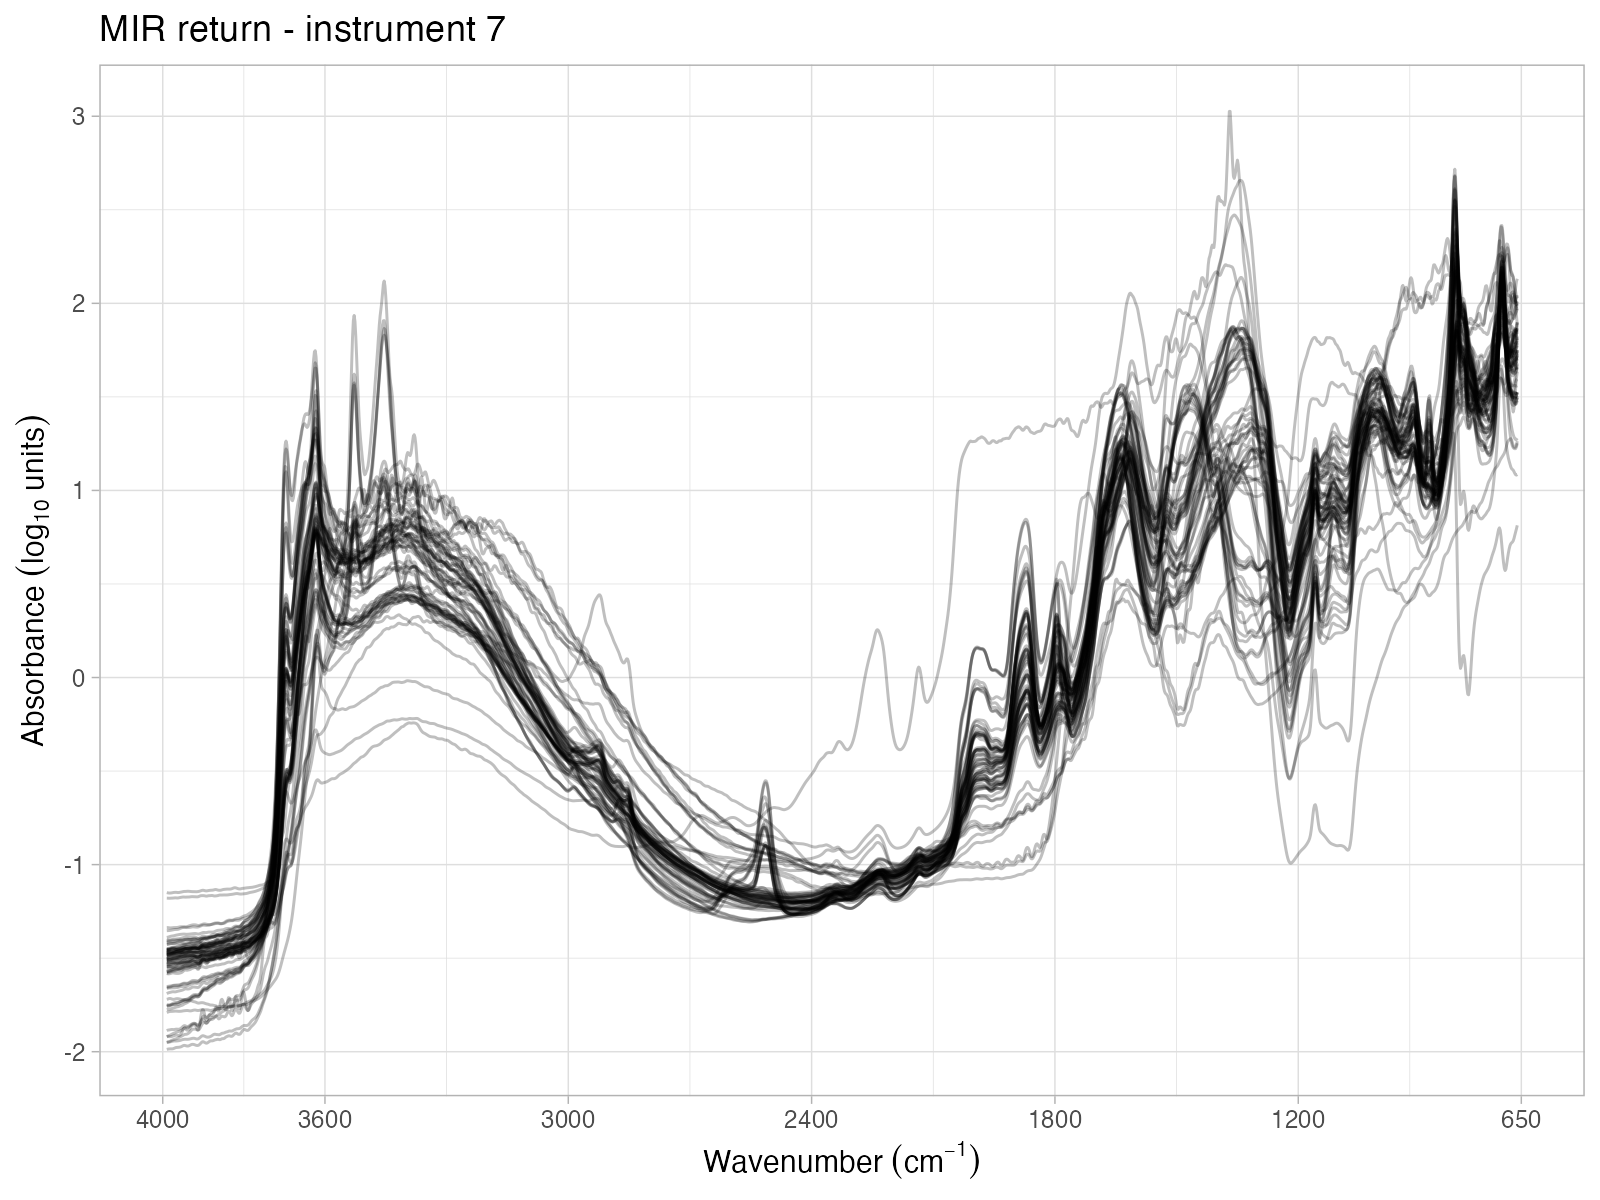 MIR return - instrument 7
Absorbance (log₁₀ units)
3
2
1
0
-1
-2
4000 3600 3000 2400 1800 1200 650
Wavenumber (cm⁻¹)